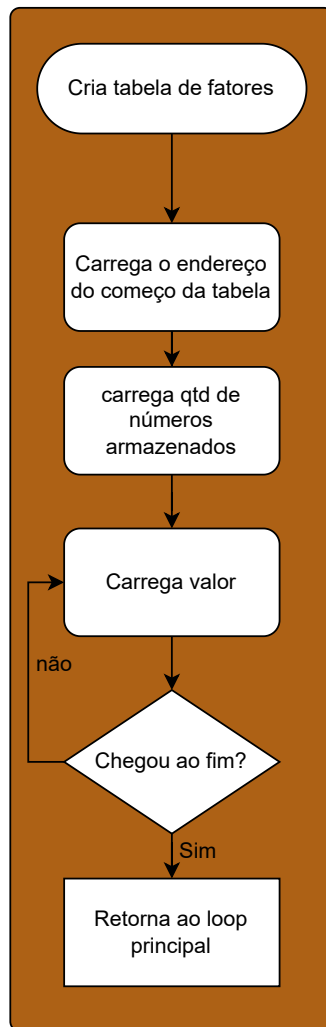 Cria tabela de fatores
Carrega o endereço
do começo da tabela
carrega qtd de
números
armazenados
Carrega valor
não
Chegou ao fim?
Sim
Retorna ao loop
principal